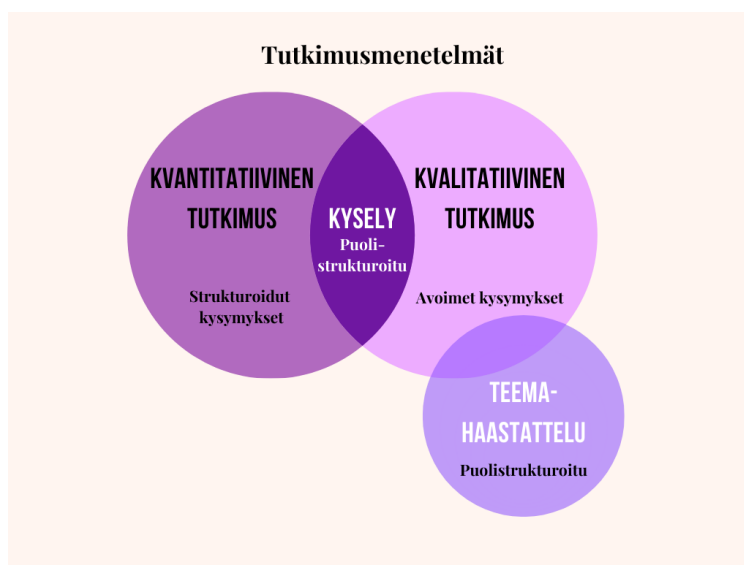 Tutkimusmenetelmät
KVANTITATIIVINEN
TUTKIMUS
Strukturoidut
kysymykset
KYSELY
Puoli-
strukturoitu
KVALITATIIVINEN
TUTKIMUS
Avoimet kysymykset
TEEMA-
HAASTATTELU
Puolistrukturoitu